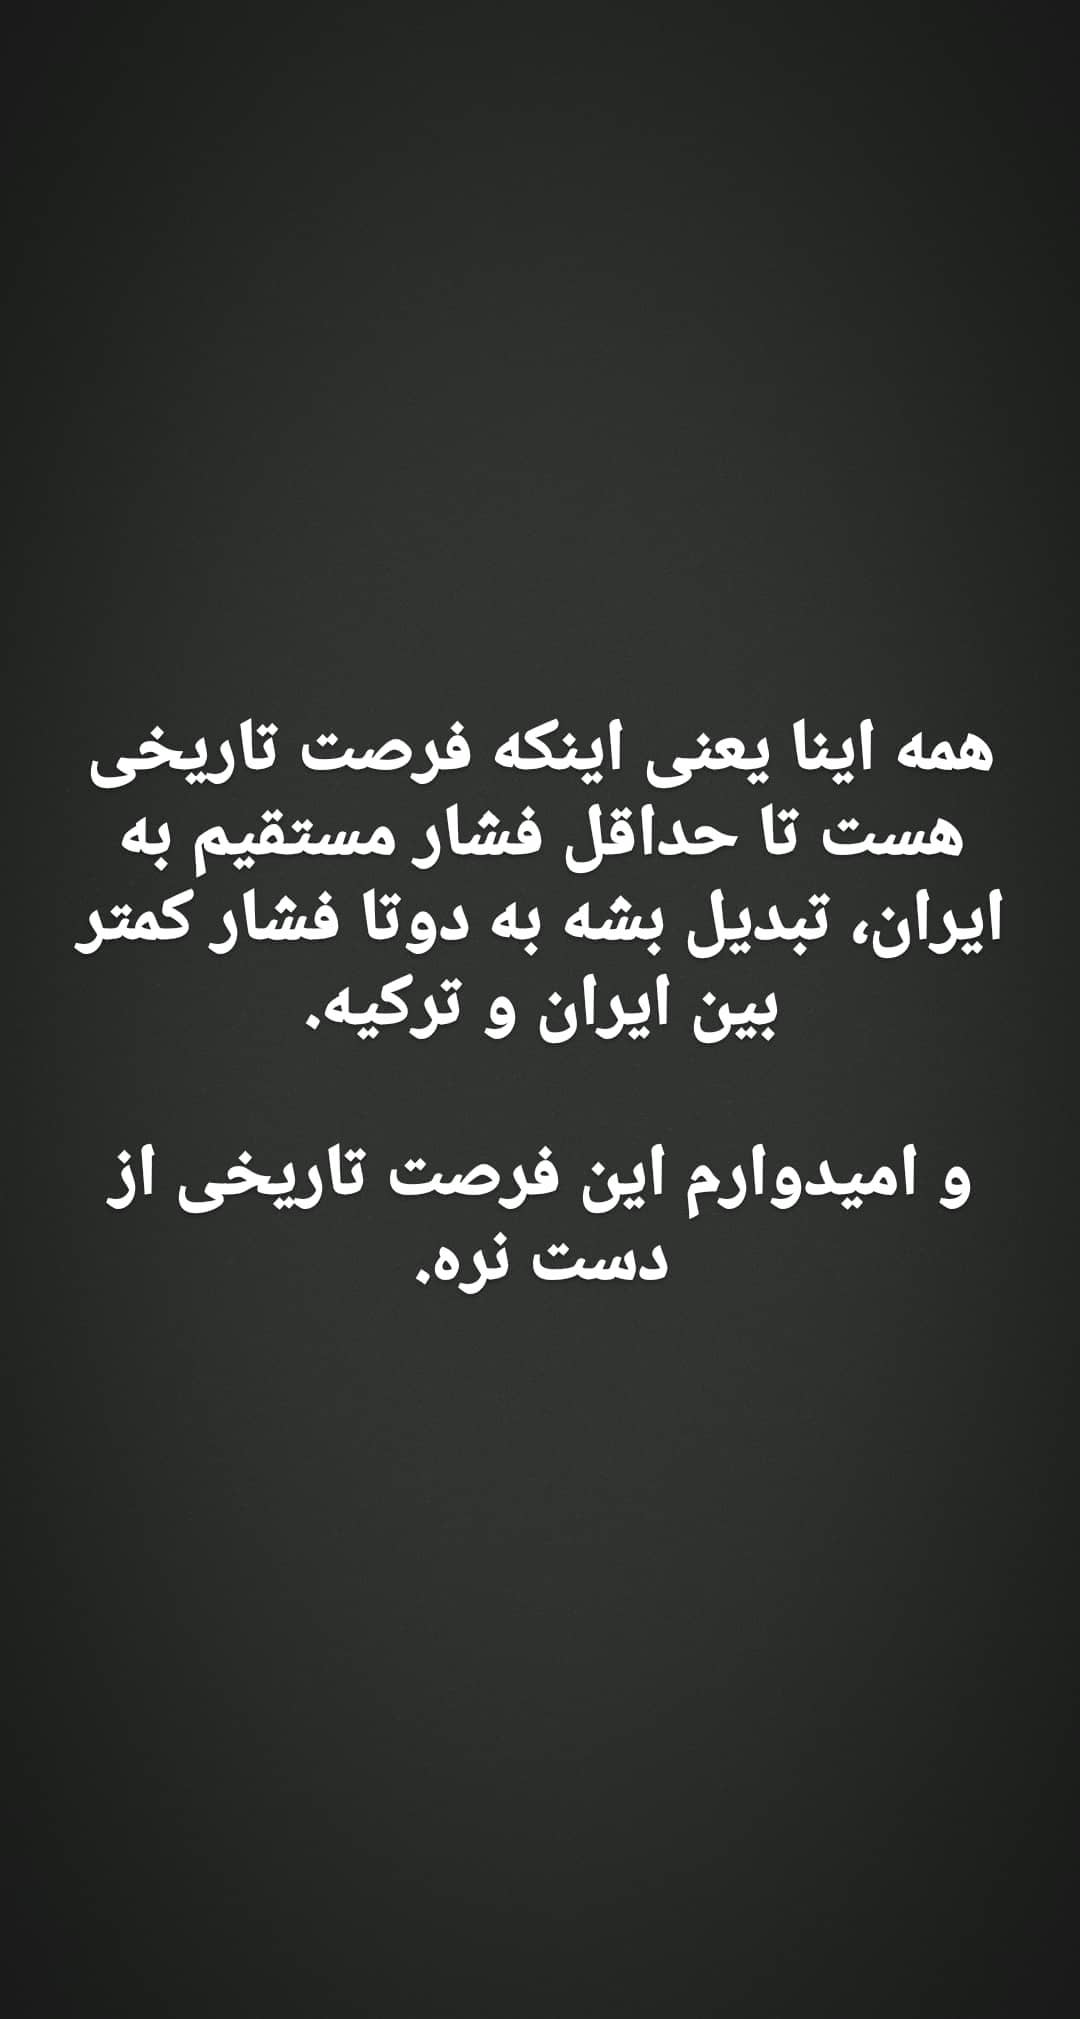 همه اینا یعنی اینکه فرصت تاریخی
هست تا حداقل فشار مستقیم به
ایران، تبدیل بشه به دوتا فشار کمتر
بین ایران و ترکیه.
و امیدوارم این فرصت تاریخی از
دست نره.